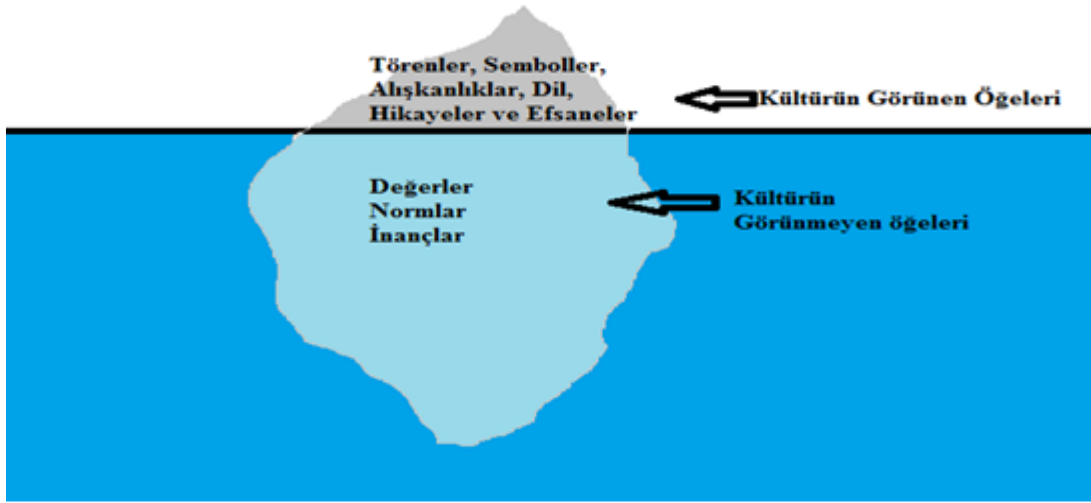 Törenler, Semboller,
Alışkanlıklar, Dil,
Hikayeler ve Efsaneler
Kültürün Görünen Öğeleri
Değerler
Normlar
İnançlar
Kültürün
Görünmeyen öğeleri